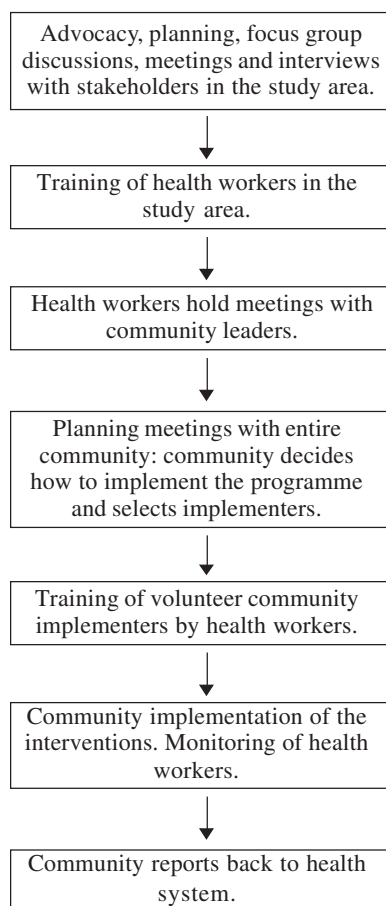 Advocacy, planning, focus group
discussions, meetings and interviews
with stakeholders in the study area.
Training of health workers in the
study area.
Health workers hold meetings with
community leaders.
Planning meetings with entire
community: community decides
how to implement the programme
and selects implementers.
Training of volunteer community
implementers by health workers.
Community implementation of the
interventions. Monitoring of health
workers.
Community reports back to health
system.